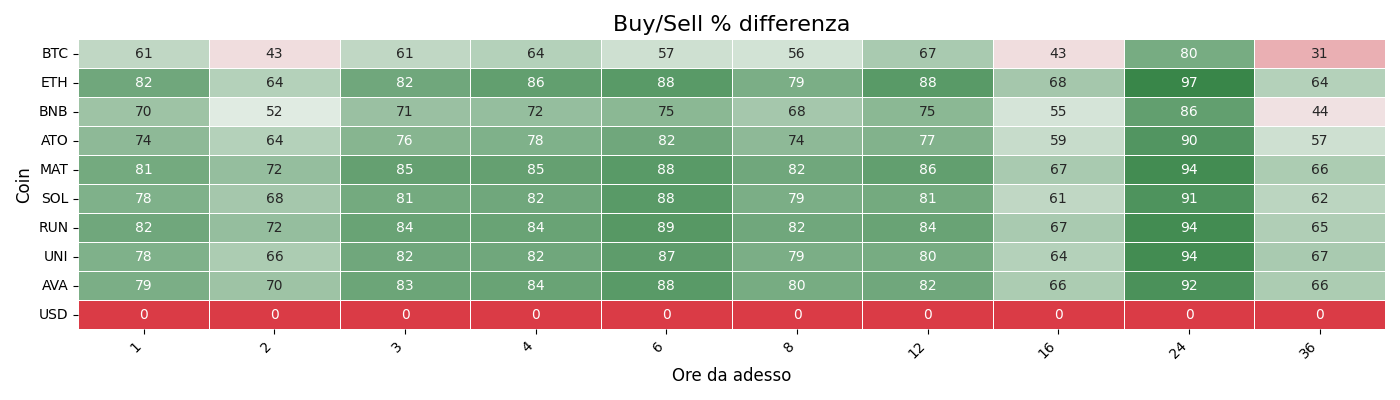 Buy/Sell % differenza
BTC 61 43 61 64 57 56 67 43 80 31
ETH 82 64 82 86 88 79 88 68 97 64
BNB 70 52 71 72 75 68 75 55 86 44
ATO 74 64 76 78 82 74 77 59 90 57
MAT 81 72 85 85 88 82 86 67 94 66
SOL 78 68 81 82 88 79 81 61 91 62
RUN 82 72 84 84 89 82 84 67 94 65
UNI 78 66 82 82 87 79 80 64 94 67
AVA 79 70 83 84 88 80 82 66 92 66
USD 0 0 0 0 0 0 0 0 0 0
Coin
1 2 3 4 6 8 12 16 24 36
Ore da adesso